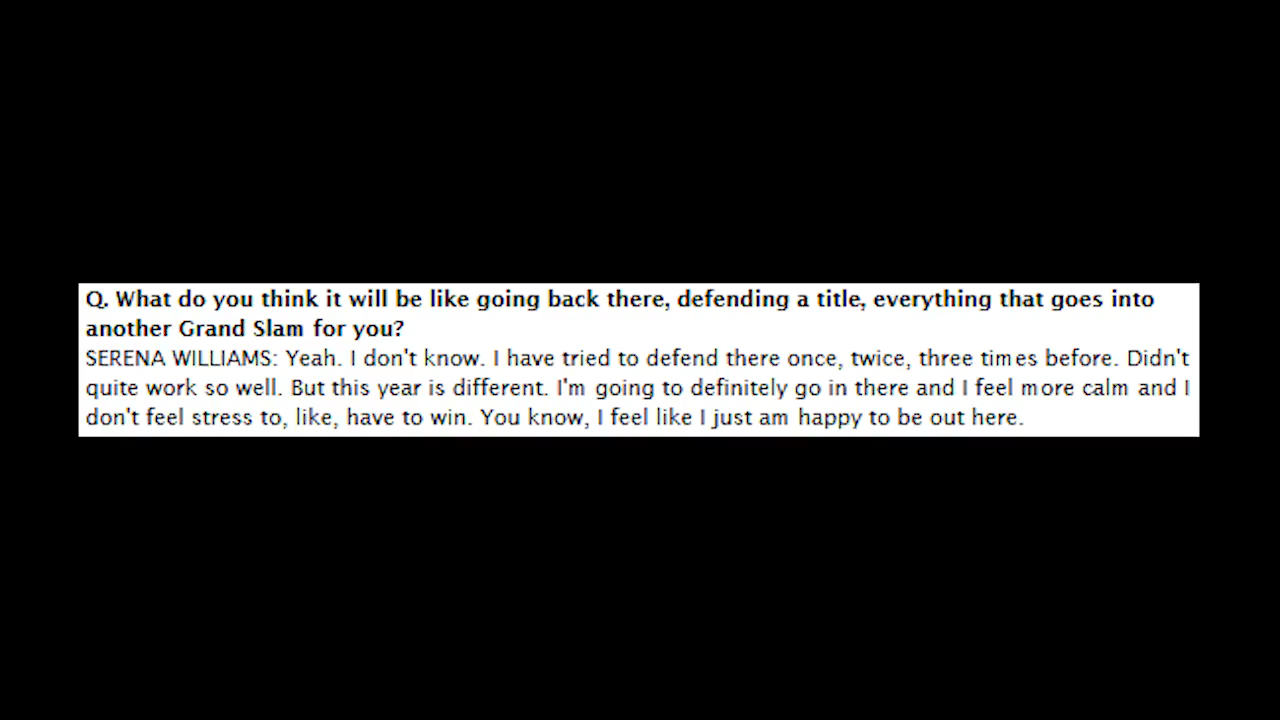 Q. What do you think it will be like going back there, defending a title, everything that goes into
another Grand Slam for you?
SERENA WILLIAMS: Yeah. I don't know. I have tried to defend there once, twice, three times before. Didn't
quite work so well. But this year is different. I'm going to definitely go in there and I feel more calm and I
don't feel stress to, like, have to win. You know, I feel like I just am happy to be out here.